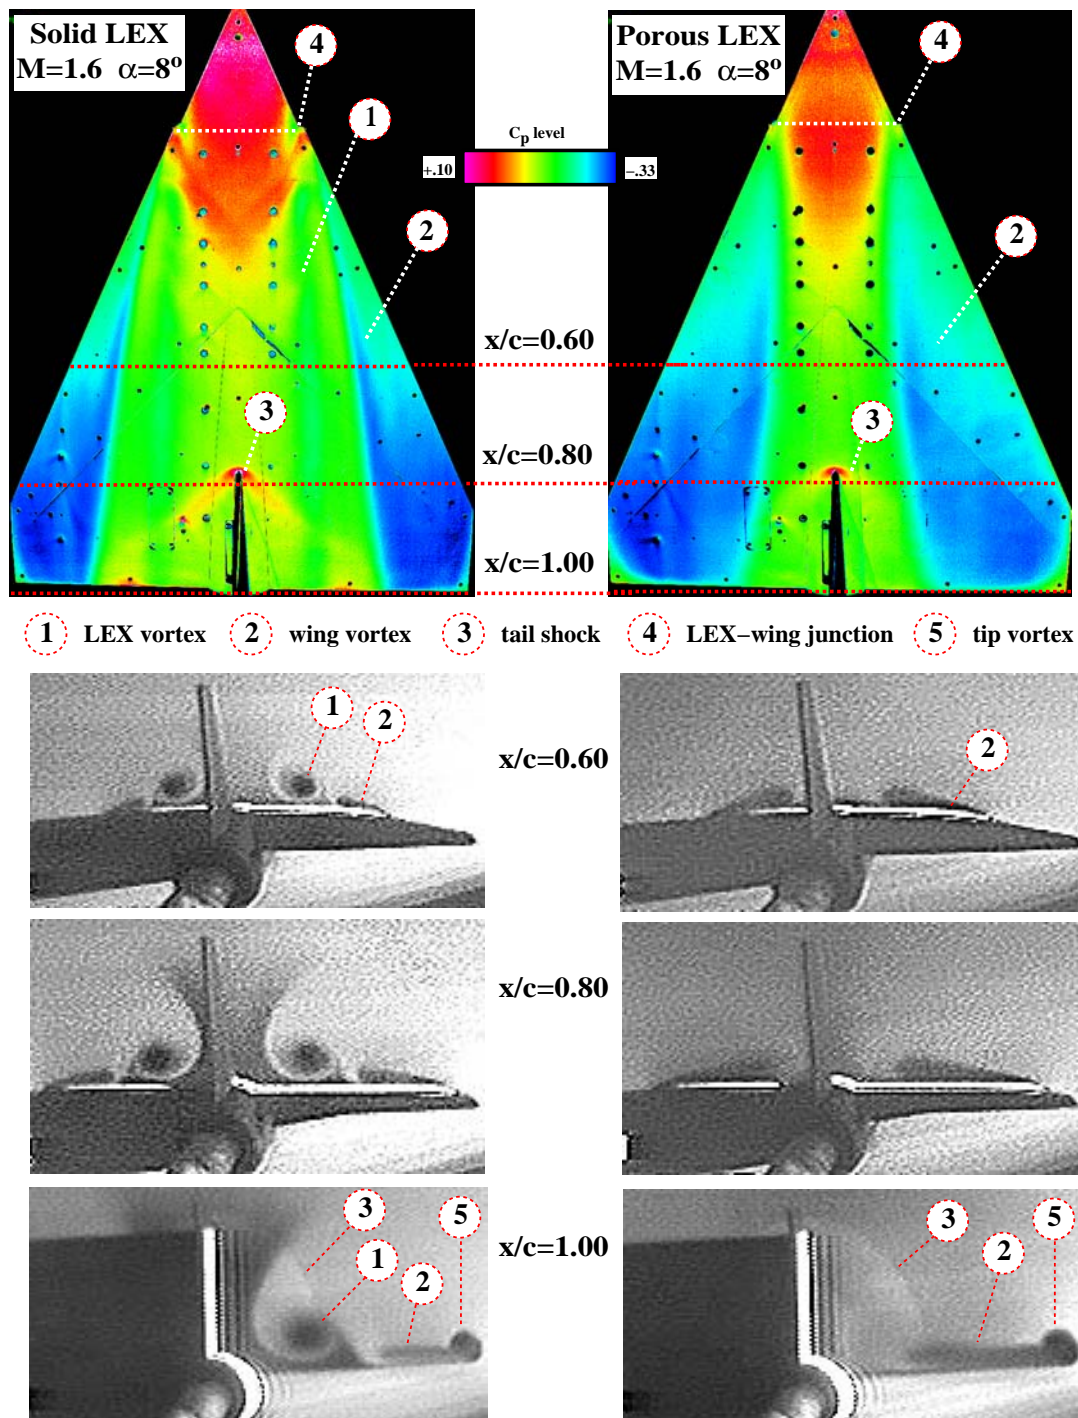 Solid LEX
M=1.6 α=8°
4
1
2
3
Cp level
+.10
−.33
Porous LEX
M=1.6 α=8°
4
2
3
x/c=0.60
x/c=0.80
x/c=1.00
1 LEX vortex 2 wing vortex 3 tail shock 4 LEX−wing junction 5 tip vortex
1
2
x/c=0.60
2
x/c=0.80
3
1
2
5
x/c=1.00
3
2
5